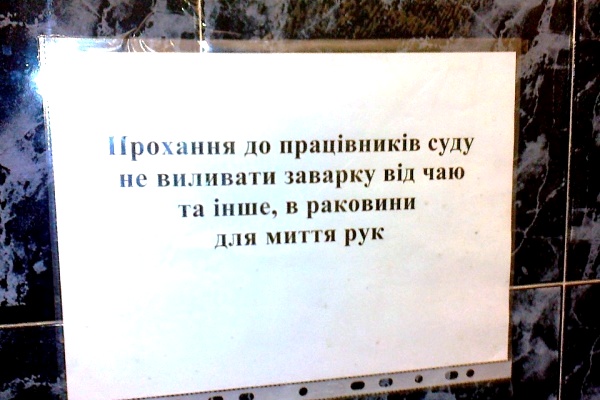 Прохання до працівників суду
не виливати заварку від чаю
та інше, в раковини
для миття рук